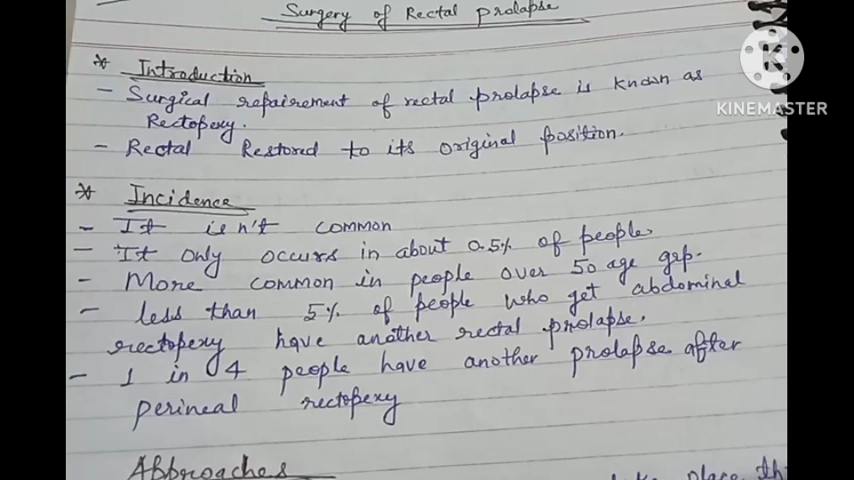 Surgery of Rectal prolapse
* Introduction
- Surgical repairement of rectal prolapse is known as
Rectopexy.
- Rectal Restored to its original position.
* Incidence
- It isn't common
- It only occurs in about 0.5% of people.
- More common in people over 50 age grp.
- less than 5% of people who get abdominal
rectopexy have another rectal prolapse.
- 1 in 4 people have another prolapse after
perineal rectopexy
Approaches
place
KINEMASTER